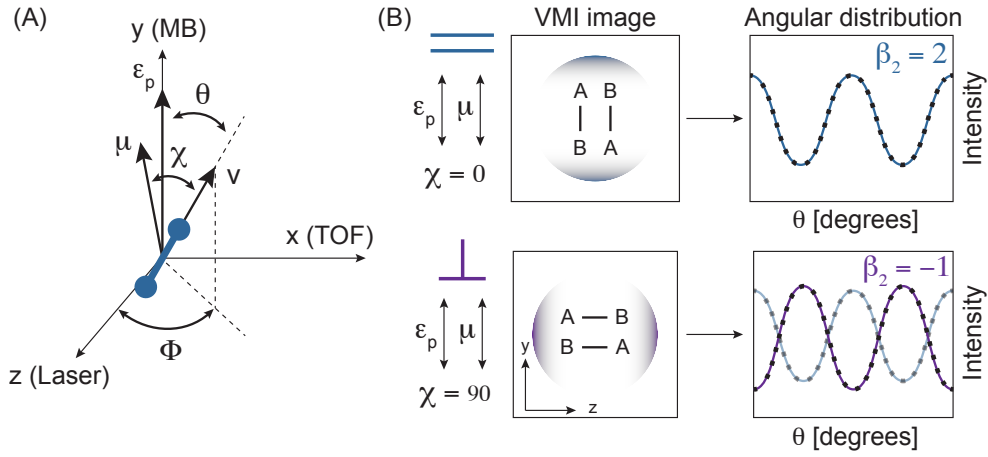 (A)
y (MB)
εp
θ
μ
χ
v
x (TOF)
Φ
z (Laser)
(B)
VMI image
Angular distribution
εp μ
χ = 0
A B
B A
β2 = 2
Intensity
θ [degrees]
εp μ
χ = 90
A B
B A
y
z
β2 = −1
Intensity
θ [degrees]